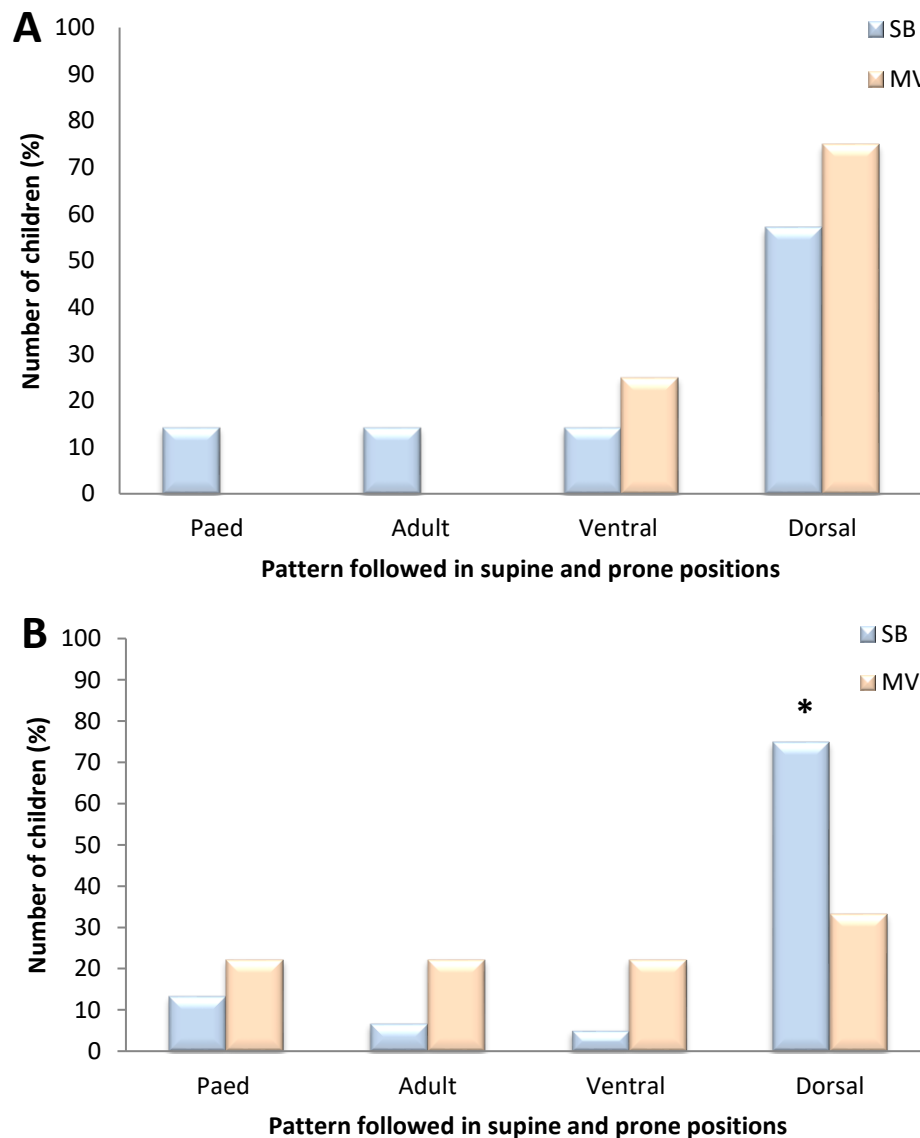 A
100
90
80
70
60
50
40
30
20
10
0
Number of children (%)
SB
MV
Paed Adult Ventral Dorsal
Pattern followed in supine and prone positions
B
100
90
80
70
60
50
40
30
20
10
0
Number of children (%)
SB
MV
*
Paed Adult Ventral Dorsal
Pattern followed in supine and prone positions